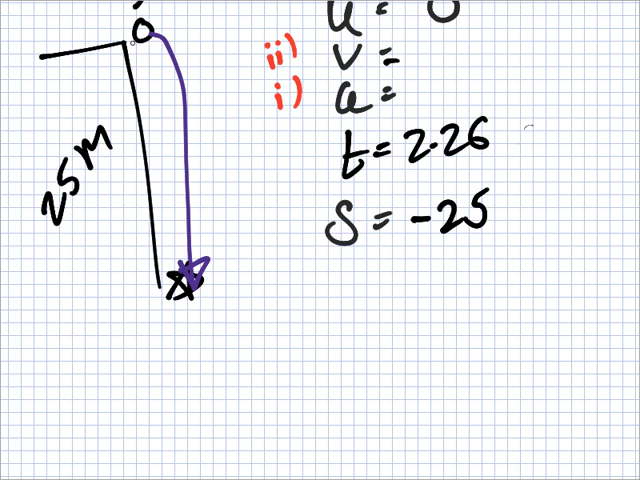 u = 0
ii) v =
i) a =
t = 2.26
25m
s = -25